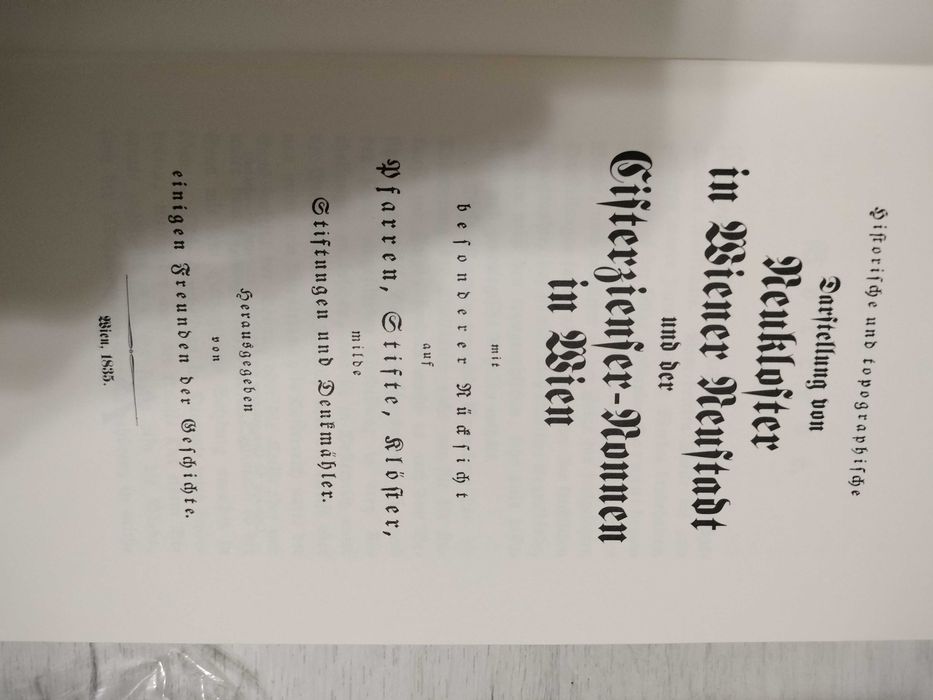 Historische und topographische
Darstellung von
Neukloster
in Wiener Neustadt
und der
Cisterzienser-Nonnen
in Wien
mit
besonderer Rücksicht
auf
Pfarren, Stifte, Klöster,
milde
Stiftungen und Denkmähler.
Herausgegeben
von
einigen Freunden der Geschichte.
Wien, 1835.